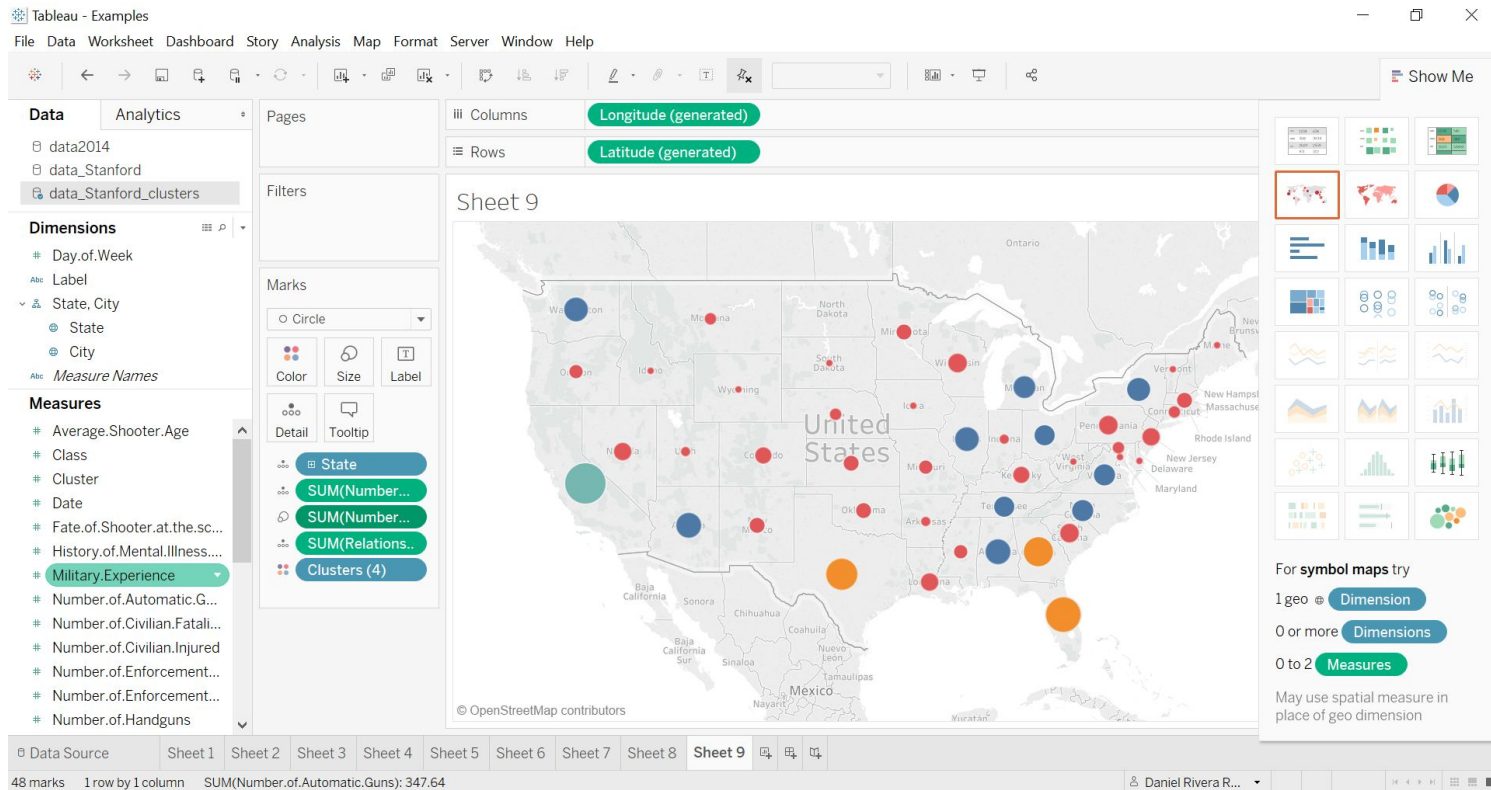 Tableau - Examples
File Data Worksheet Dashboard Story Analysis Map Format Server Window Help
Show Me
Data Analytics
data2014
data_Stanford
data_Stanford_clusters
Dimensions
# Day.of.Week
Abc Label
State, City
State
City
Abc Measure Names
Measures
# Average.Shooter.Age
# Class
# Cluster
# Date
# Fate.of.Shooter.at.the.sc...
# History.of.Mental.Illness....
# Military.Experience
# Number.of.Automatic.G...
# Number.of.Civilian.Fatali...
# Number.of.Civilian.Injured
# Number.of.Enforcement...
# Number.of.Enforcement...
# Number.of.Handguns
Pages
Filters
Marks
Circle
Color Size Label
Detail Tooltip
State
SUM(Number...
SUM(Number...
SUM(Relations..
Clusters (4)
Columns Longitude (generated)
Rows Latitude (generated)
Sheet 9
Ontario
North
Dakota
South
Dakota
Wyoming
United
States
Vermont
New Hampsl
Massachuse
Rhode Island
New Jersey
Delaware
Maryland
West
Virginia
Baja
California
Sonora
Chihuahua
Coahuila
Baja
California
Sur
Sinaloa
Nuevo
León
Tamaulipas
Mexico
Nayarit
Yucatán
© OpenStreetMap contributors
For symbol maps try
1 geo Dimension
0 or more Dimensions
0 to 2 Measures
May use spatial measure in
place of geo dimension
Data Source Sheet 1 Sheet 2 Sheet 3 Sheet 4 Sheet 5 Sheet 6 Sheet 7 Sheet 8 Sheet 9
48 marks 1 row by 1 column SUM(Number.of.Automatic.Guns): 347.64
Daniel Rivera R...